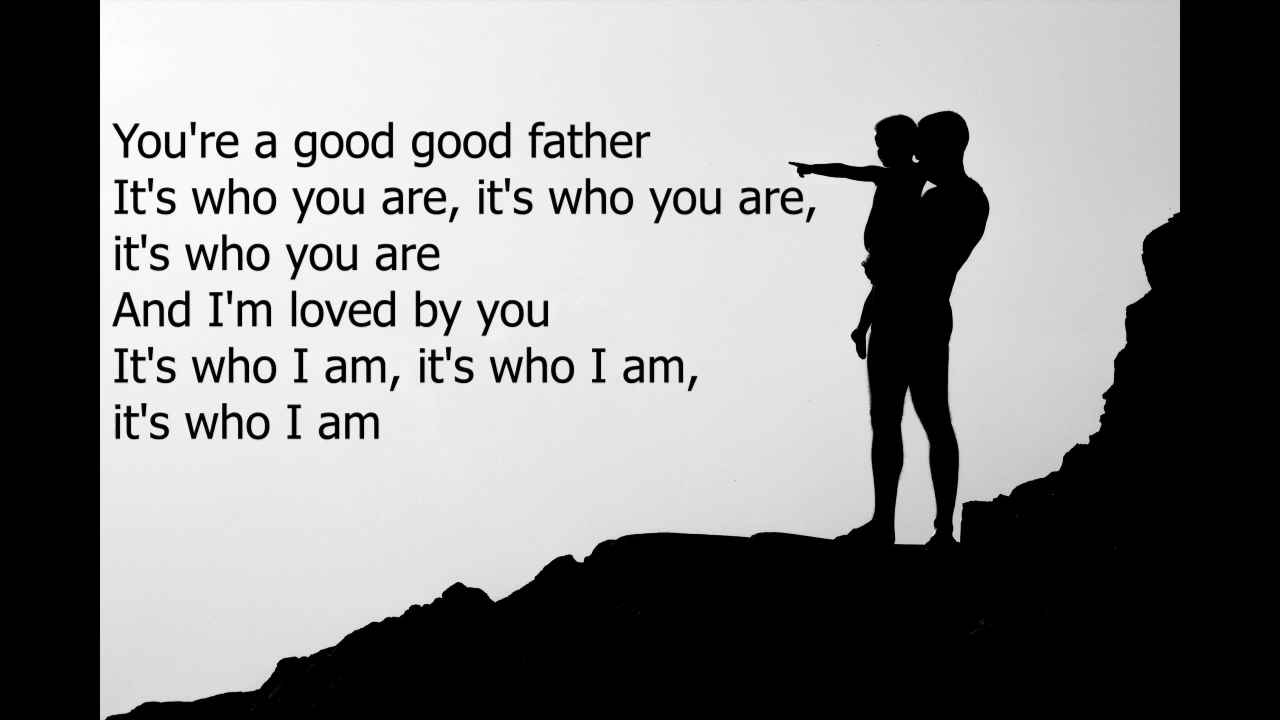 You're a good good father
It's who you are, it's who you are,
it's who you are
And I'm loved by you
It's who I am, it's who I am,
it's who I am